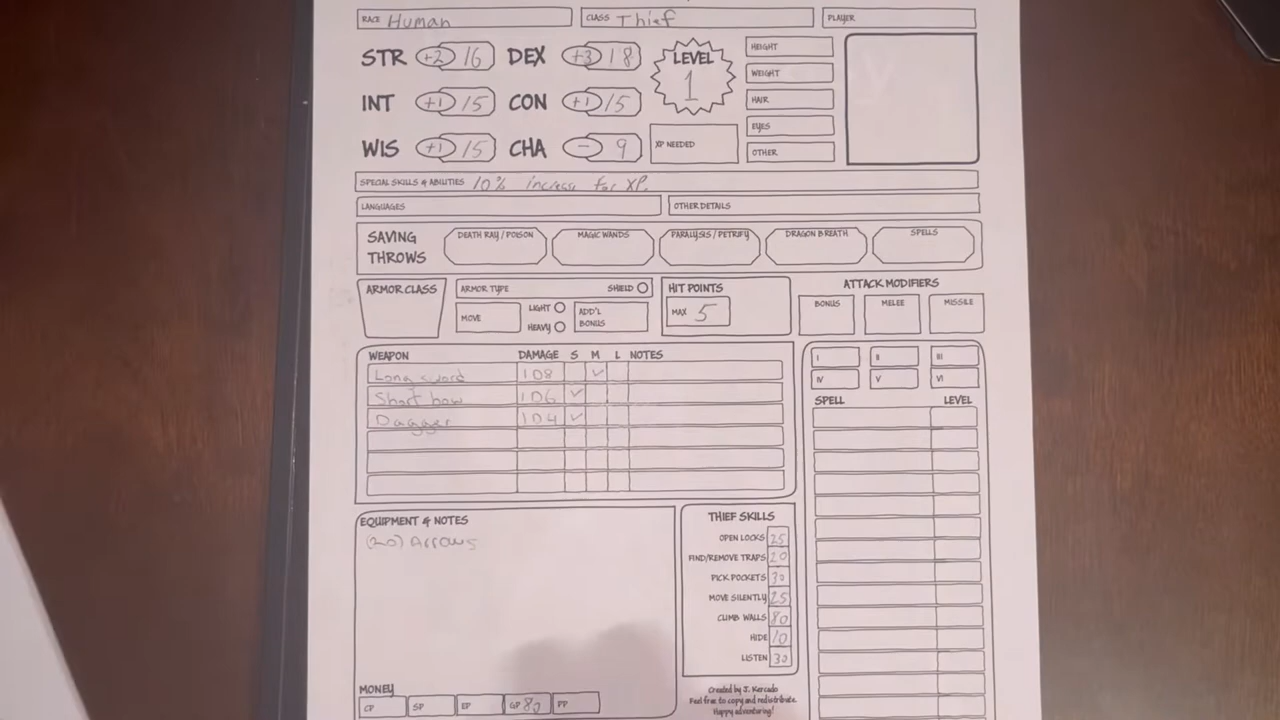 RACE Human CLASS Thief PLAYER
STR +2 16 DEX +3 18 LEVEL 1 HEIGHT
WEIGHT
INT +1 15 CON +1 15 HAIR
EYES
WIS +1 15 CHA - 9 XP NEEDED OTHER
SPECIAL SKILLS & ABILITIES 10% increase for XP.
LANGUAGES OTHER DETAILS
SAVING THROWS DEATH RAY / POISON MAGIC WANDS PARALYSIS / PETRIFY DRAGON BREATH SPELLS
ARMOR CLASS ARMOR TYPE SHIELD HIT POINTS ATTACK MODIFIERS
MOVE LIGHT HEAVY ADD'L BONUS MAX 5 BONUS MELEE MISSILE
WEAPON DAMAGE S M L NOTES I II III
Long sword 1D8 ✓ IV V VI
Short bow 1D6 ✓ SPELL LEVEL
Dagger 1D4 ✓
EQUIPMENT & NOTES THIEF SKILLS
(20) Arrows OPEN LOCKS 25
FIND/REMOVE TRAPS 20
PICK POCKETS 30
MOVE SILENTLY 25
CLIMB WALLS 80
HIDE 10
LISTEN 30
MONEY Created by J. Kercado
CP SP EP GP 80 PP Feel free to copy and redistribute.
Happy adventuring!